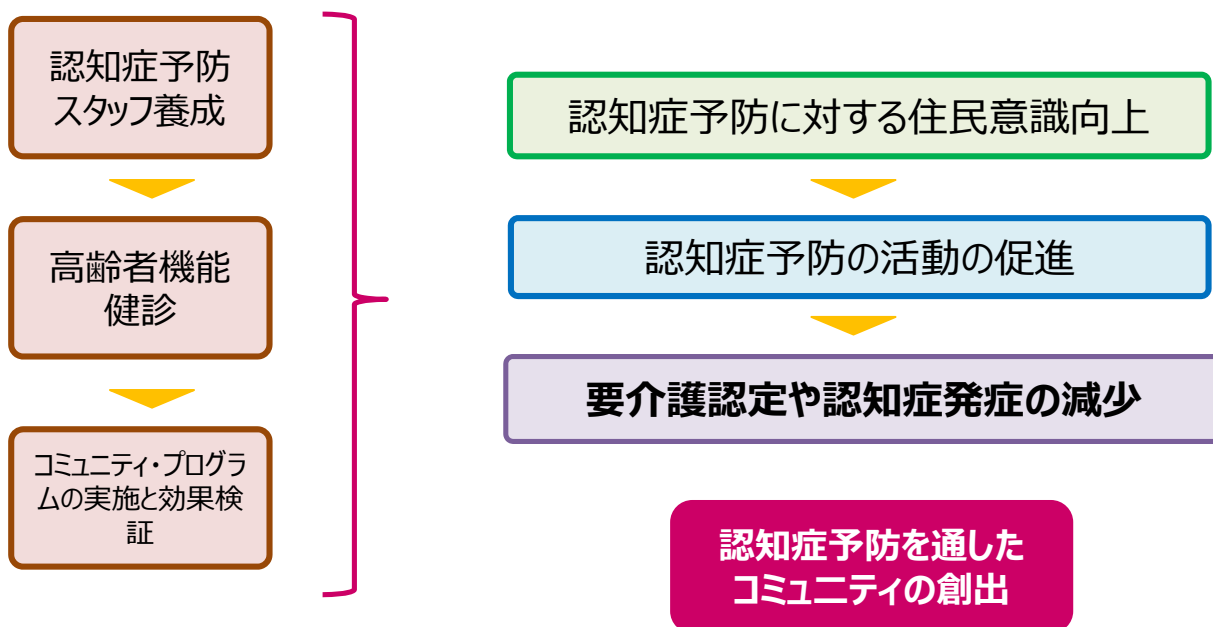 認知症予防
スタッフ養成
高齢者機能
健診
コミュニティ・プログラ
ムの実施と効果検
証
認知症予防に対する住民意識向上
認知症予防の活動の促進
要介護認定や認知症発症の減少
認知症予防を通した
コミュニティの創出